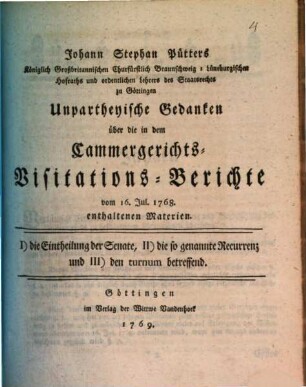 4
Johann Stephan Pütters
Königlich Großbritannischen Churfürstlich Braunschweig-lüneburgischen
Hofraths und ordentlichen lehrers des Staatsrechts
zu Göttingen
Unpartheyische Gedanken
über die in dem
Cammergerichts-
Visitations-Berichte
vom 16. Jul. 1768.
enthaltenen Materien.
I) die Eintheilung der Senate, II) die so genannte Recurrenz
und III) den turnum betreffend.
Göttingen
im Verlag der Wittwe Vandenhoek
1769.